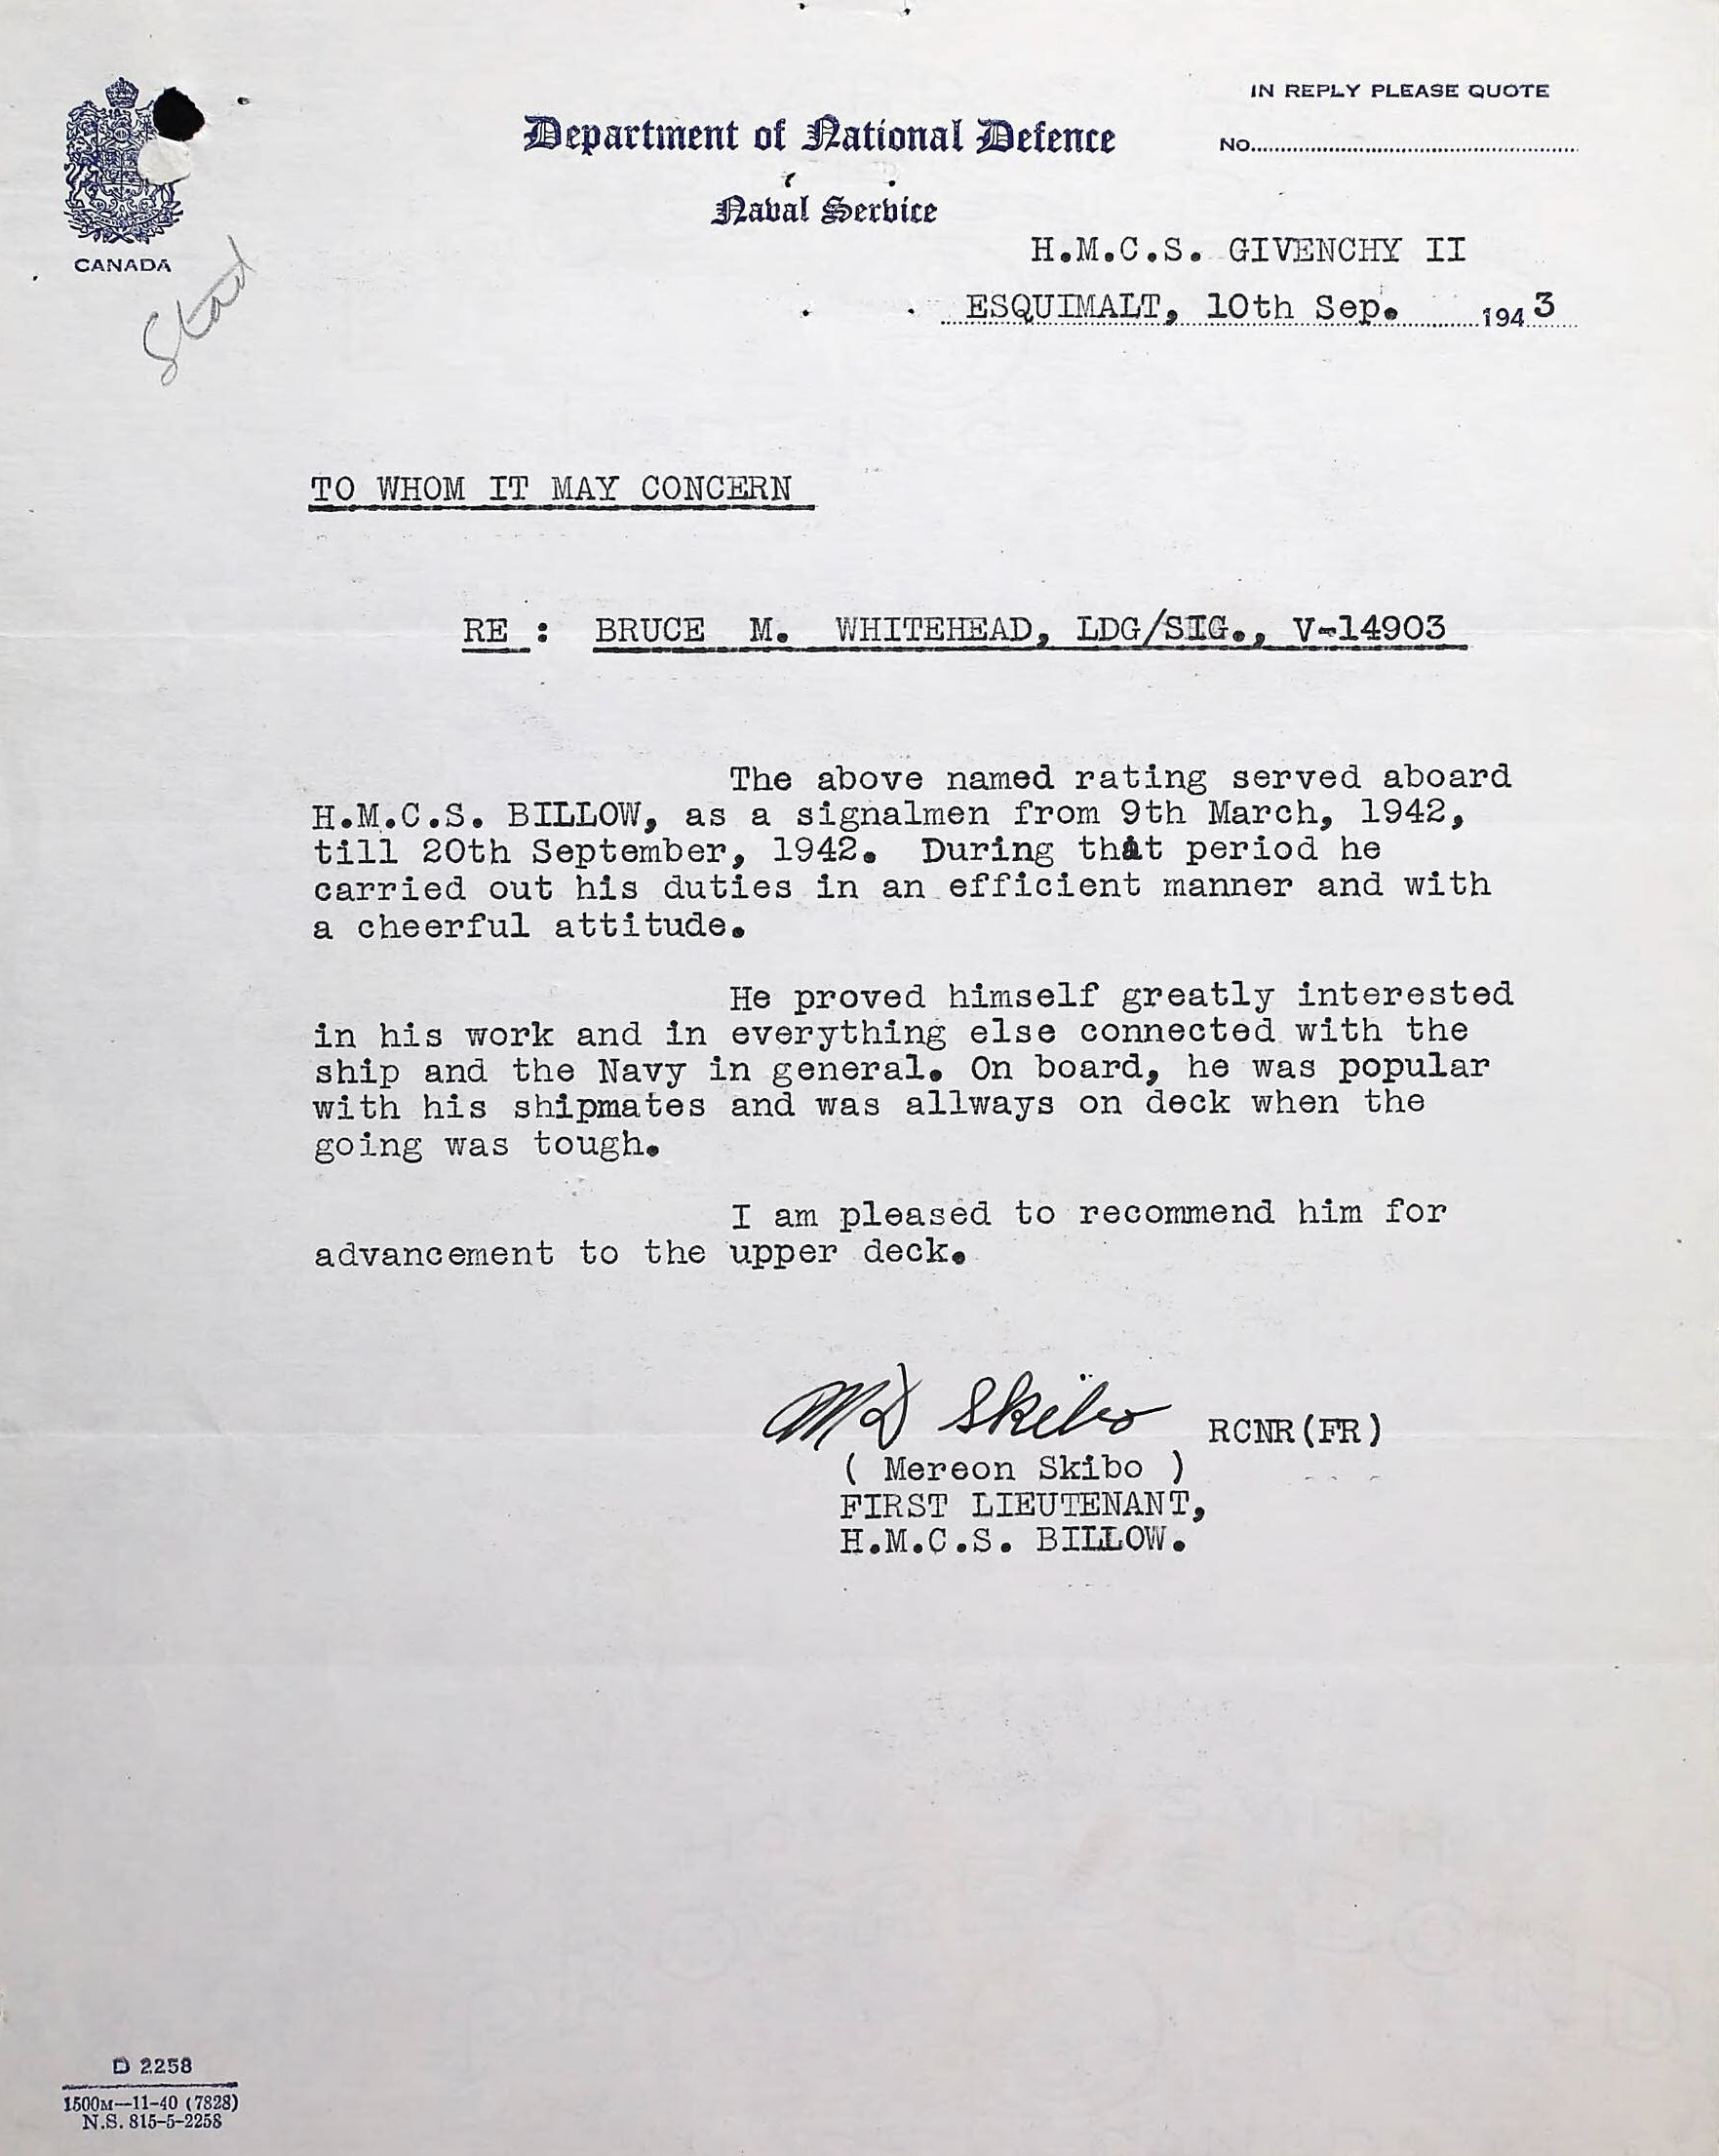 IN REPLY PLEASE QUOTE
Department of National Defence
No.
Naval Service
CANADA
H.M.C.S. GIVENCHY II
ESQUIMALT, 10th Sep. 1943
TO WHOM IT MAY CONCERN
RE : BRUCE M. WHITEHEAD, LDG/SIG., V-14903
The above named rating served aboard
H.M.C.S. BILLOW, as a signalmen from 9th March, 1942,
till 20th September, 1942. During that period he
carried out his duties in an efficient manner and with
a cheerful attitude.
He proved himself greatly interested
in his work and in everything else connected with the
ship and the Navy in general. On board, he was popular
with his shipmates and was allways on deck when the
going was tough.
I am pleased to recommend him for
advancement to the upper deck.
MD Skibo RCNR(FR)
( Mereon Skibo )
FIRST LIEUTENANT,
H.M.C.S. BILLOW.
D 2258
1500M—11-40 (7828)
N.S. 815-5-2258